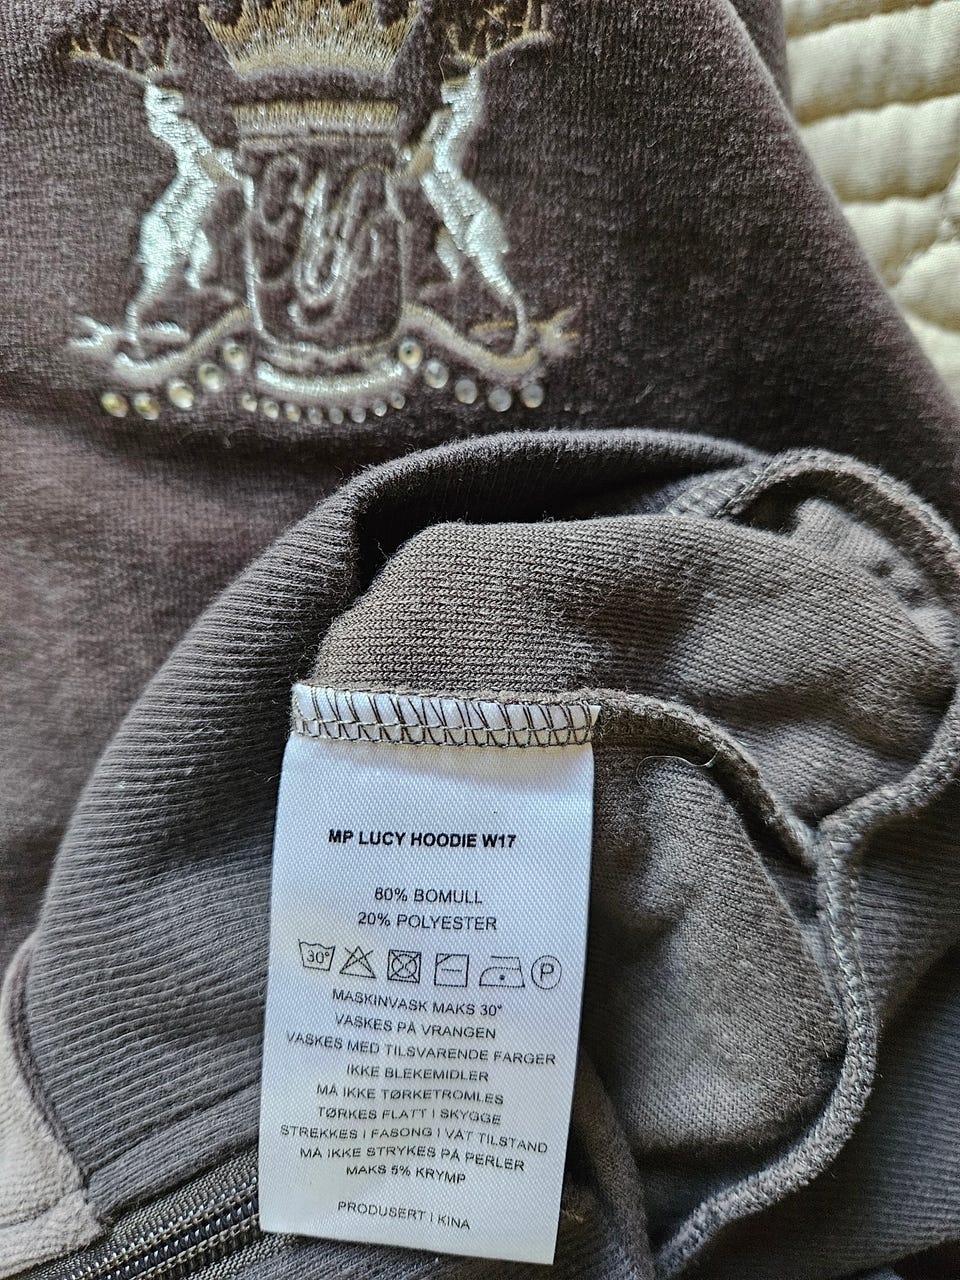 MP LUCY HOODIE W17
80% BOMULL
20% POLYESTER
30° P
MASKINVASK MAKS 30°
VASKES PÅ VRANGEN
VASKES MED TILSVARENDE FARGER
IKKE BLEKEMIDLER
MÅ IKKE TØRKETROMLES
TØRKES FLATT I SKYGGE
STREKKES I FASONG I VÅT TILSTAND
MÅ IKKE STRYKES PÅ PERLER
MAKS 5% KRYMP
PRODUSERT I KINA